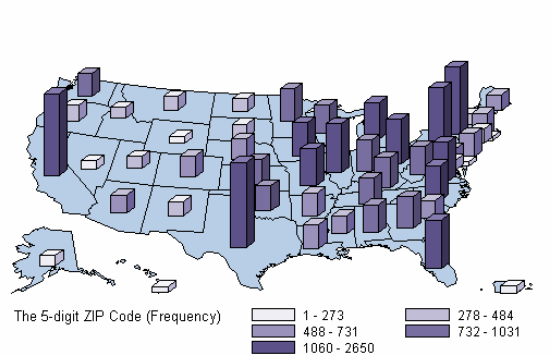 The 5-digit ZIP Code (Frequency)
1 - 273
278 - 484
488 - 731
732 - 1031
1060 - 2650